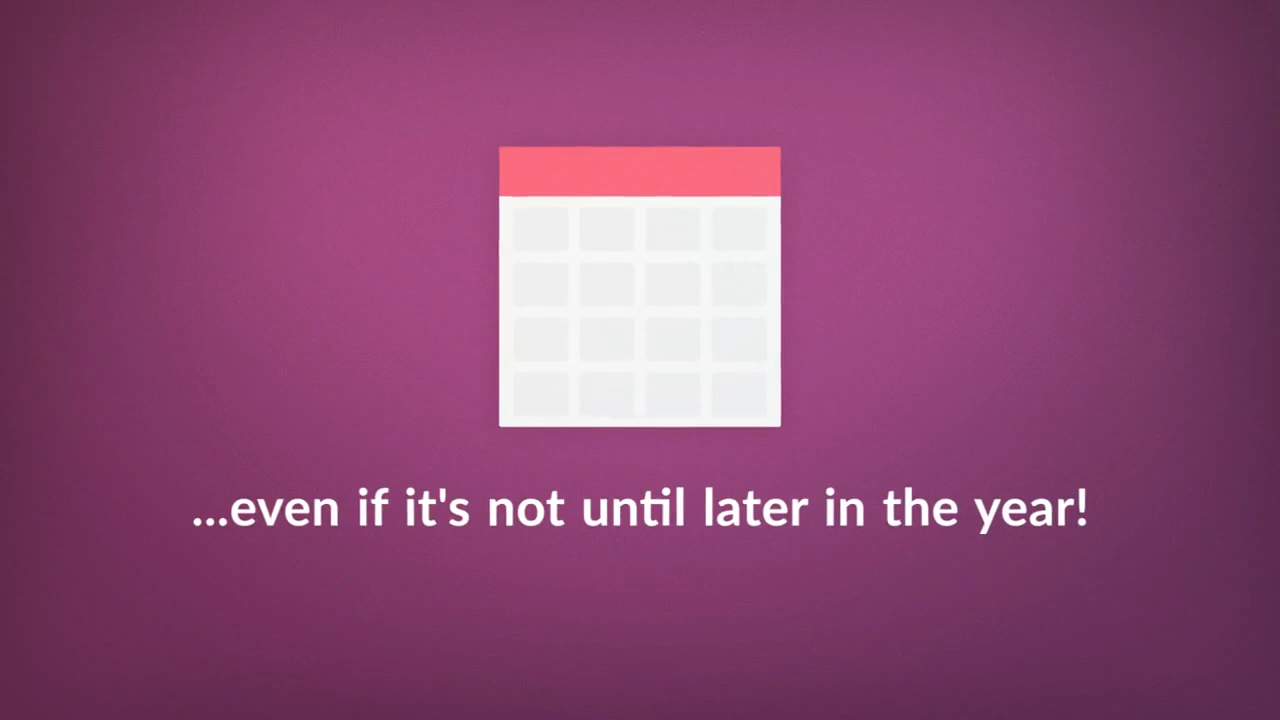 ...even if it's not until later in the year!